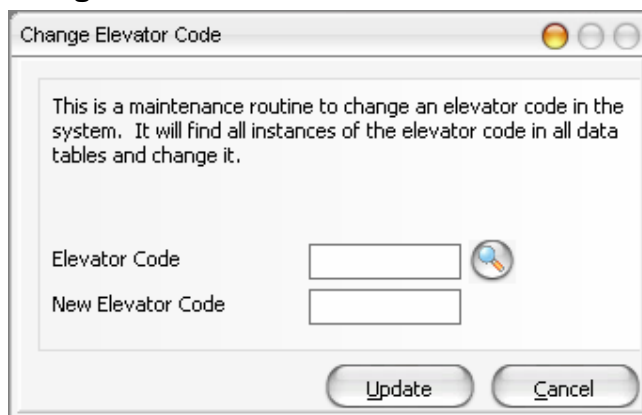 Change Elevator Code
This is a maintenance routine to change an elevator code in the
system.  It will find all instances of the elevator code in all data
tables and change it.
Elevator Code
New Elevator Code
Update
Cancel